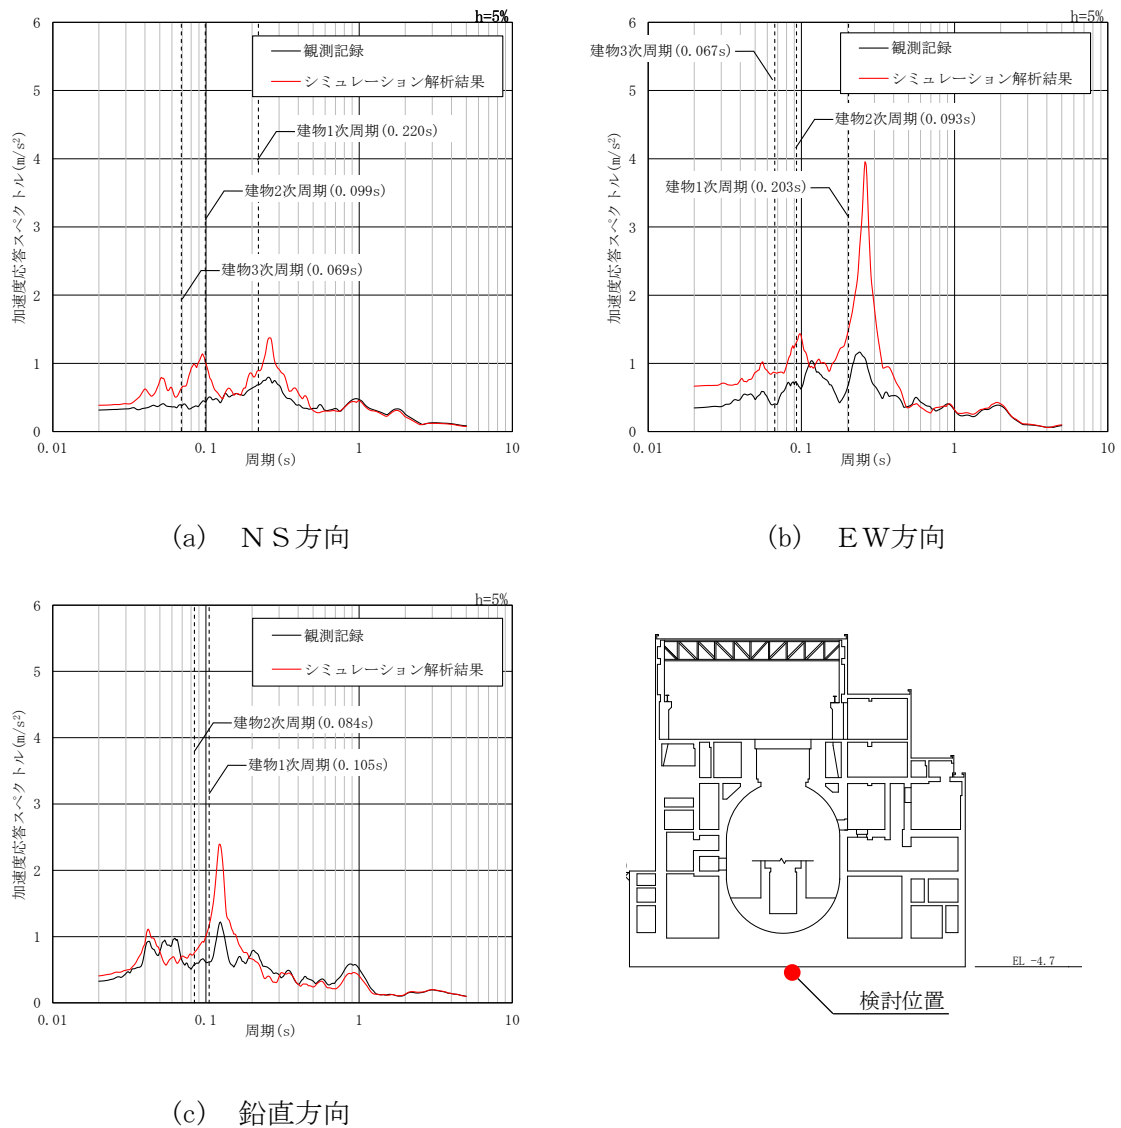 h=5%
6
5
4
3
2
1
0
0.01
0.1
1
10
加速度応答スペクトル(m/s²)
周期(s)
観測記録
シミュレーション解析結果
建物1次周期(0.220s)
建物2次周期(0.099s)
建物3次周期(0.069s)
(a) ＮＳ方向
h=5%
6
5
4
3
2
1
0
0.01
0.1
1
10
加速度応答スペクトル(m/s²)
周期(s)
観測記録
シミュレーション解析結果
建物3次周期(0.067s)
建物2次周期(0.093s)
建物1次周期(0.203s)
(b) ＥＷ方向
h=5%
6
5
4
3
2
1
0
0.01
0.1
1
10
加速度応答スペクトル(m/s²)
周期(s)
観測記録
シミュレーション解析結果
建物2次周期(0.084s)
建物1次周期(0.105s)
(c) 鉛直方向
EL -4.7
検討位置